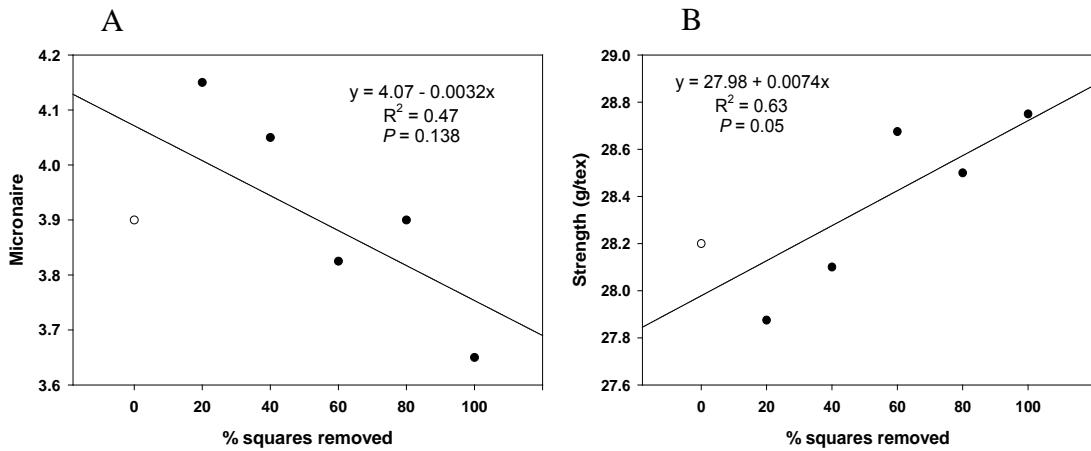 A
4.2
4.1
4.0
3.9
3.8
3.7
3.6
Micronaire
y = 4.07 - 0.0032x
R² = 0.47
P = 0.138
0 20 40 60 80 100
% squares removed
B
29.0
28.8
28.6
28.4
28.2
28.0
27.8
27.6
Strength (g/tex)
y = 27.98 + 0.0074x
R² = 0.63
P = 0.05
0 20 40 60 80 100
% squares removed